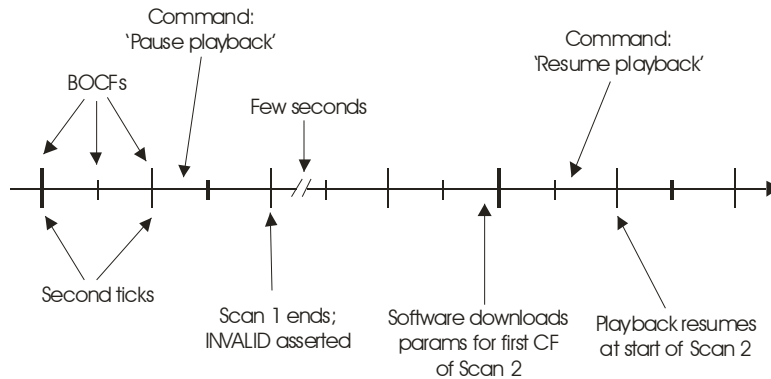 Command:
'Pause playback'
Command:
'Resume playback'
BOCFs
Few seconds
Second ticks
Scan 1 ends;
INVALID asserted
Software downloads
params for first CF
of Scan 2
Playback resumes
at start of Scan 2